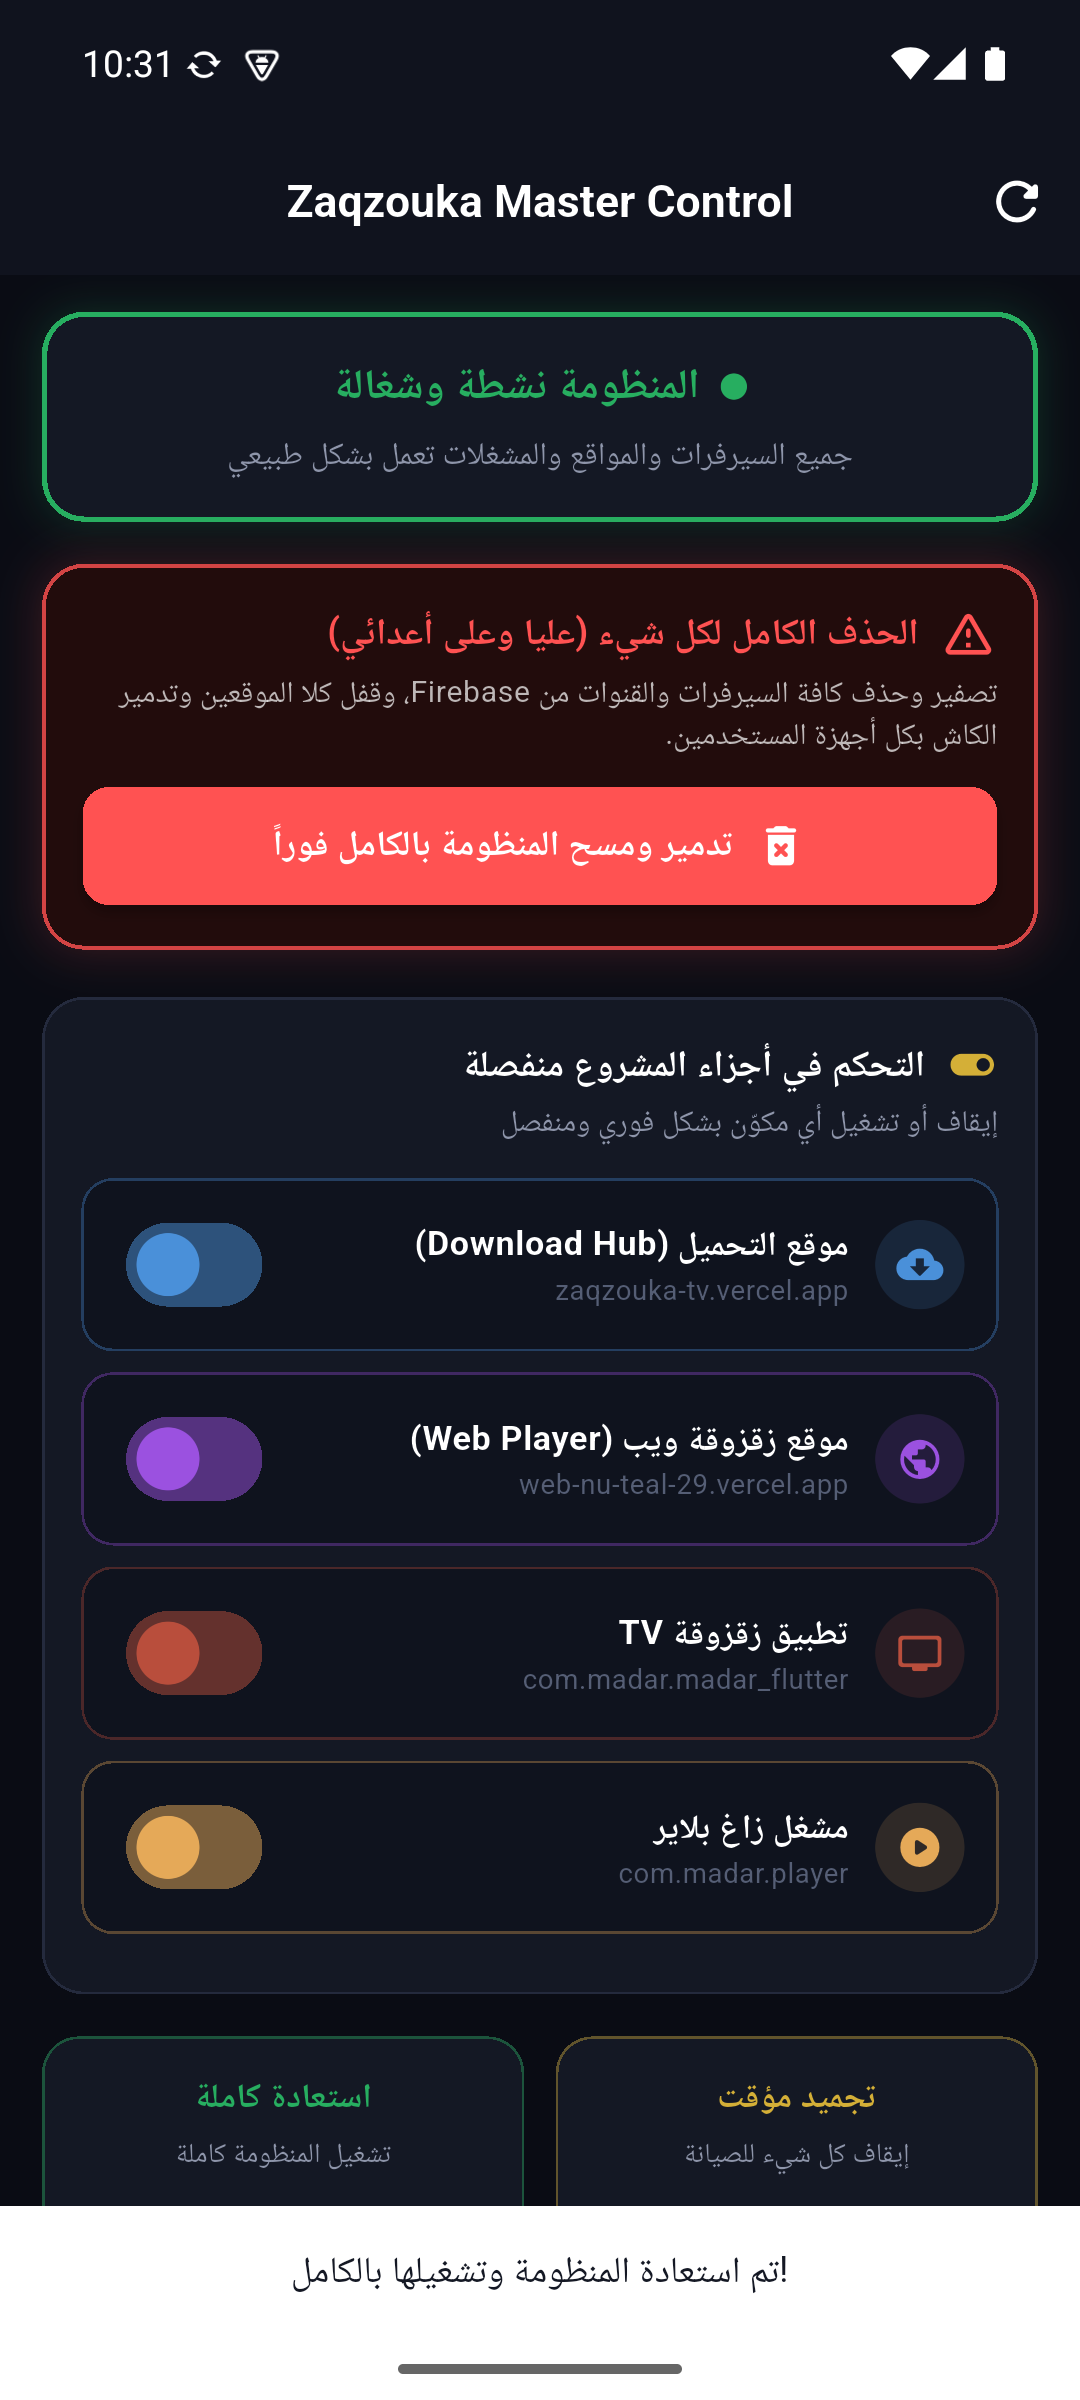 10:31
Zaqzouka Master Control
المنظومة نشطة وشغالة
جميع السيرفرات والمواقع والمشغلات تعمل بشكل طبيعي
الحذف الكامل لكل شيء (عليا وعلى أعدائي)
تصفير وحذف كافة السيرفرات والقنوات من Firebase، وقفل كلا الموقعين وتدمير
الكاش بكل أجهزة المستخدمين.
تدمير ومسح المنظومة بالكامل فوراً
التحكم في أجزاء المشروع منفصلة
إيقاف أو تشغيل أي مكوّن بشكل فوري ومنفصل
موقع التحميل (Download Hub)
zaqzouka-tv.vercel.app
موقع زقزوقة ويب (Web Player)
web-nu-teal-29.vercel.app
تطبيق زقزوقة TV
com.madar.madar_flutter
مشغل زاغ بلاير
com.madar.player
تجميد مؤقت
إيقاف كل شيء للصيانة
استعادة كاملة
تشغيل المنظومة كاملة
تم استعادة المنظومة وتشغيلها بالكامل!